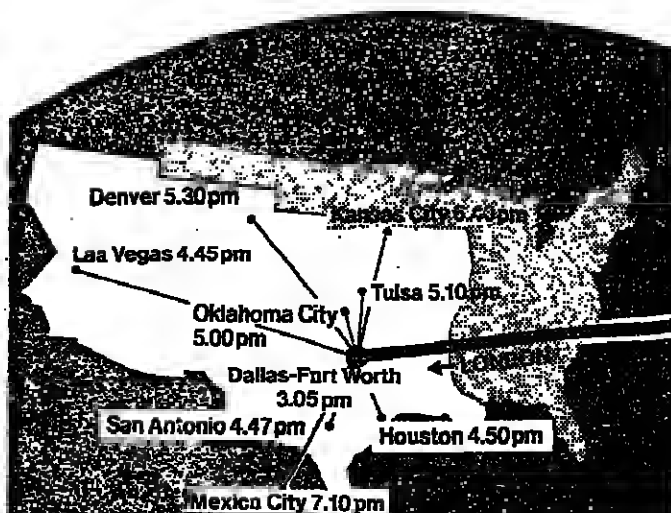 Denver 5.30pm
Kansas City
Laa Vegas 4.45pm
Tulsa 5.10pm
Oklahoma City
5.00pm
LONDON
Dallas-Furt Worth
3.05pm
San Antonio 4.47pm
Houston 4.50pm
Mexico City 7.10pm